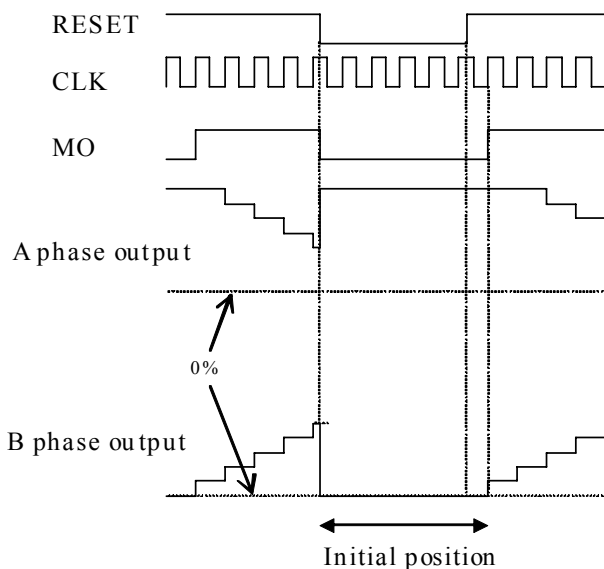 RESET
CLK
MO
A phase output
0%
B phase output
Initial position